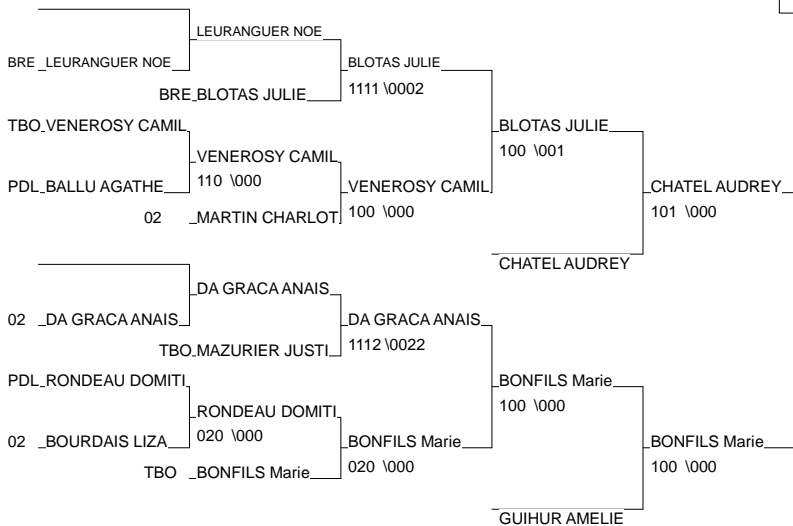 LEURANGUER NOE
BRE LEURANGUER NOE
BLOTAS JULIE
BRE BLOTAS JULIE
1111 \0002
TBO VENEROSY CAMIL
BLOTAS JULIE
100 \001
VENEROSY CAMIL
110 \000
PDL BALLU AGATHE
VENEROSY CAMIL
CHATEL AUDREY
100 \000
101 \000
02 MARTIN CHARLOT
CHATEL AUDREY
DA GRACA ANAIS
02 DA GRACA ANAIS
DA GRACA ANAIS
1112 \0022
TBO MAZURIER JUSTI
PDL RONDEAU DOMITI
BONFILS Marie
100 \000
RONDEAU DOMITI
020 \000
02 BOURDAIS LIZA
BONFILS Marie
BONFILS Marie
020 \000
100 \000
TBO BONFILS Marie
GUIHUR AMELIE